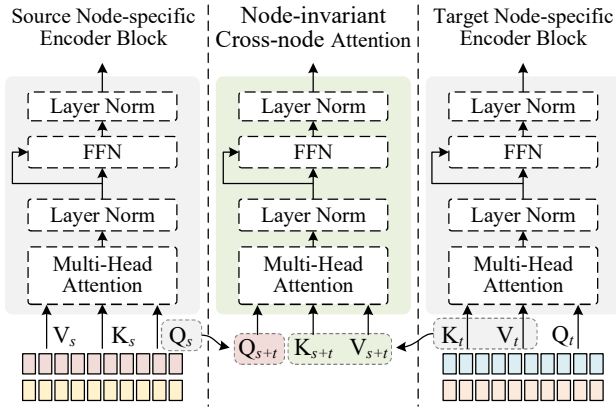 Source Node-specific
Encoder Block
Layer Norm
FFN
Layer Norm
Multi-Head
Attention
Vs Ks Qs
Node-invariant
Cross-node Attention
Layer Norm
FFN
Layer Norm
Multi-Head
Attention
Qs+t Ks+t Vs+t
Target Node-specific
Encoder Block
Layer Norm
FFN
Layer Norm
Multi-Head
Attention
Kt Vt Qt